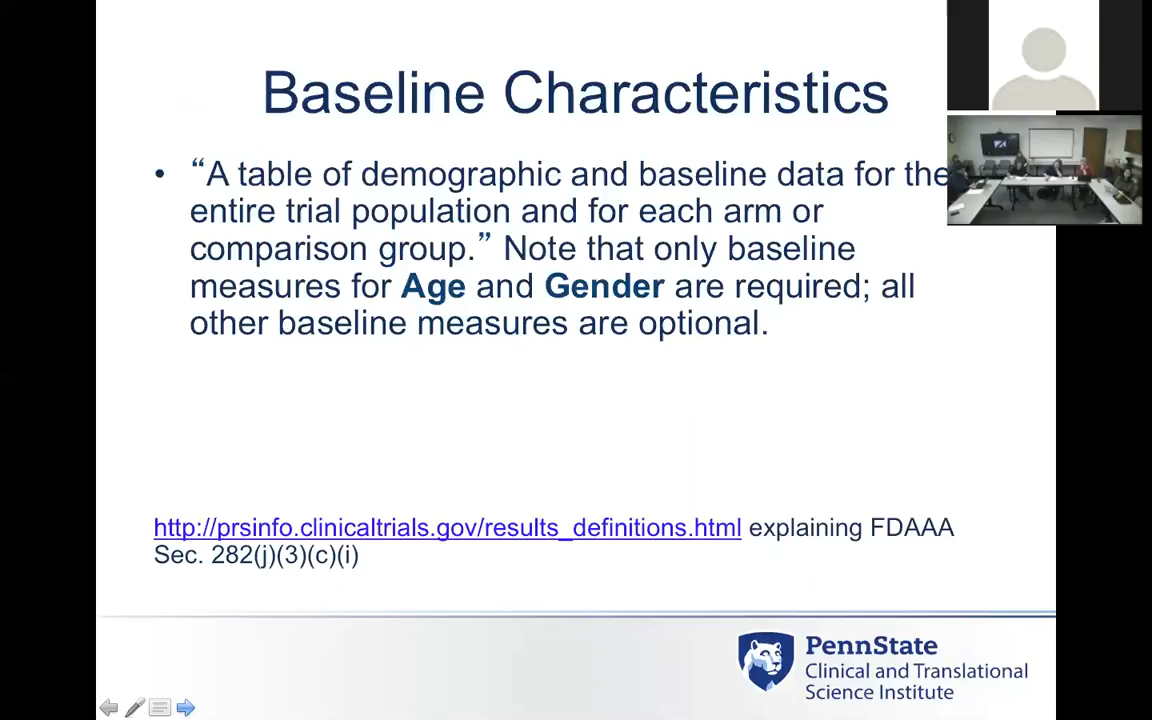 Baseline Characteristics
• “A table of demographic and baseline data for the
entire trial population and for each arm or
comparison group.” Note that only baseline
measures for Age and Gender are required; all
other baseline measures are optional.
http://prsinfo.clinicaltrials.gov/results_definitions.html explaining FDAAA
Sec. 282(j)(3)(c)(i)
PennState
Clinical and Translational
Science Institute